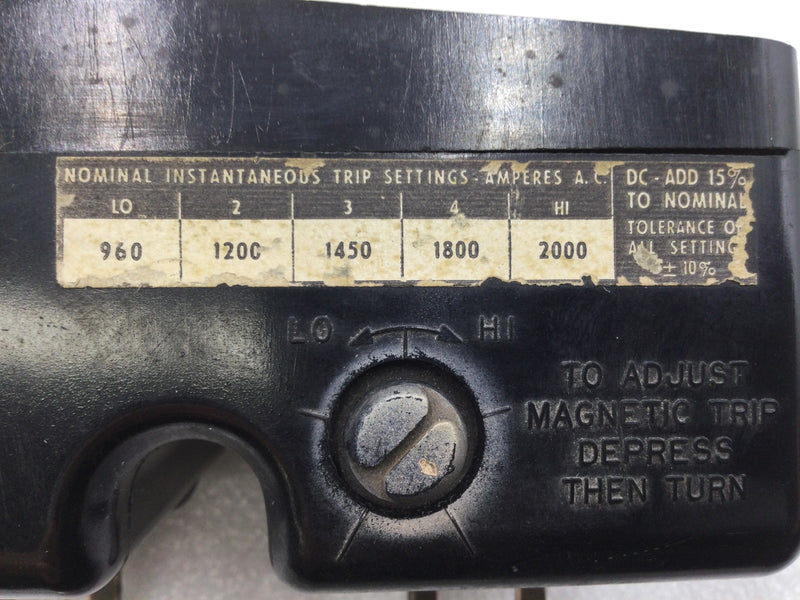 NOMINAL INSTANTANEOUS TRIP SETTINGS - AMPERES A.C.
LO 2 3 4 HI
960 1200 1450 1800 2000
DC - ADD 15%
TO NOMINAL
TOLERANCE OF
ALL SETTING
± 10%
LO HI
TO ADJUST
MAGNETIC TRIP
DEPRESS
THEN TURN